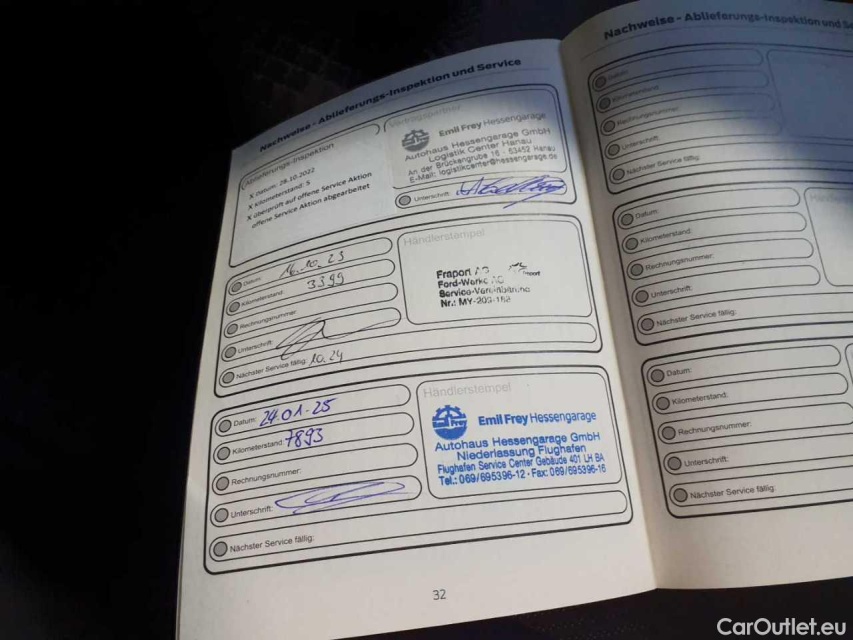 Nachweise - Ablieferungs-Inspektion und Service
Ablieferungs-Inspektion
X Datum: 28.10.2022
X Kilometerstand: 5
X überprüft auf offene Service Aktion
offene Service Aktion abgearbeitet
Vertragspartner
Emil Frey Hessengarage
Autohaus Hessengarage GmbH
Logistik Center Hanau
An der Brückengrube 16 - 63452 Hanau
E-Mail: logistikcenter@hessengarage.de
Unterschrift:
Datum: 16.10.23
Kilometerstand: 3399
Rechnungsnummer:
Unterschrift:
Nächster Service fällig: 10.24
Händlerstempel
Fraport AG
Ford-Werke AG
Service-Vereinbarung
Nr.: MY-203-
Datum: 24.01.25
Kilometerstand: 7893
Rechnungsnummer:
Unterschrift:
Nächster Service fällig:
Händlerstempel
Emil Frey Hessengarage
Autohaus Hessengarage GmbH
Niederlassung Flughafen
Flughafen Service Center Gebäude 401 LH BA
Tel.: 069/695396-12 · Fax: 069/695396-16
32
Nachweise - Ablieferungs-Inspektion und
Datum:
Kilometerstand:
Rechnungsnummer:
Unterschrift:
Nächster Service fällig:
Datum:
Kilometerstand:
Rechnungsnummer:
Unterschrift:
Nächster Service fällig:
Datum:
Kilometerstand:
Rechnungsnummer:
Unterschrift:
Nächster Service fällig:
CarOutlet.eu